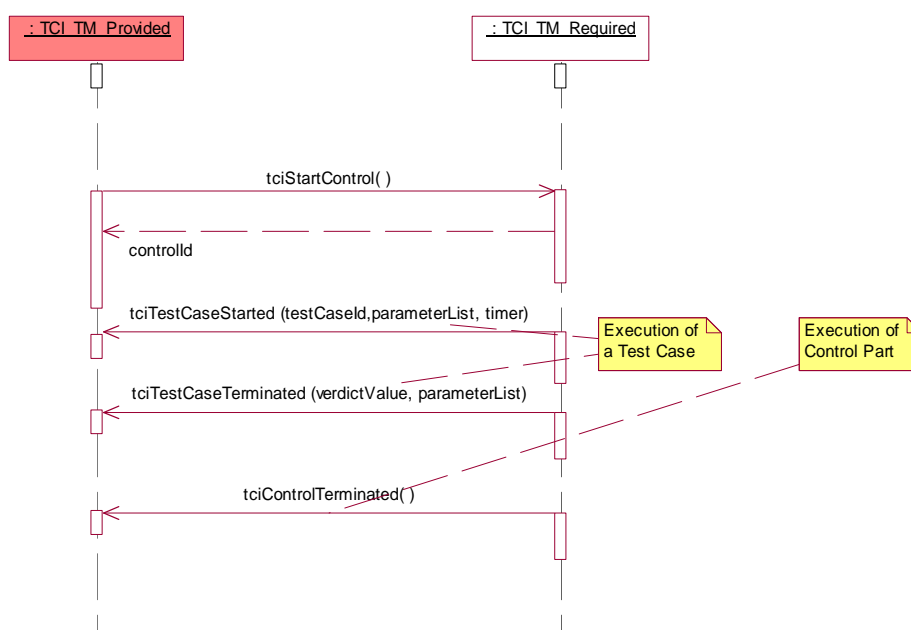 : TCI_TM_Provided
: TCI_TM_Required
tciStartControl( )
controlId
tciTestCaseStarted (testCaseId,parameterList, timer)
Execution of
a Test Case
Execution of
Control Part
tciTestCaseTerminated (verdictValue, parameterList)
tciControlTerminated( )